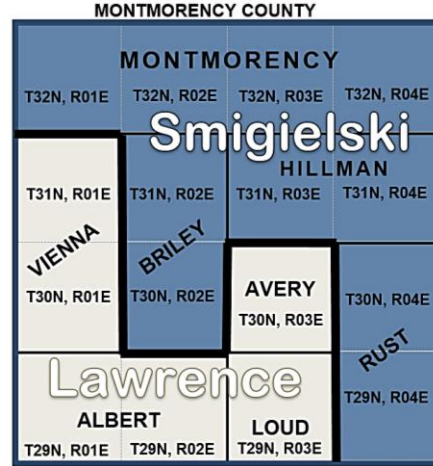 MONTMORENCY COUNTY
MONTMORENCY
T32N, R01E
T32N, R02E
T32N, R03E
T32N, R04E
Smigielski
HILLMAN
T31N, R01E
T31N, R02E
T31N, R03E
T31N, R04E
VIENNA
BRILEY
AVERY
T30N, R01E
T30N, R02E
T30N, R03E
T30N, R04E
RUST
Lawrence
ALBERT
LOUD
T29N, R01E
T29N, R02E
T29N, R03E
T29N, R04E